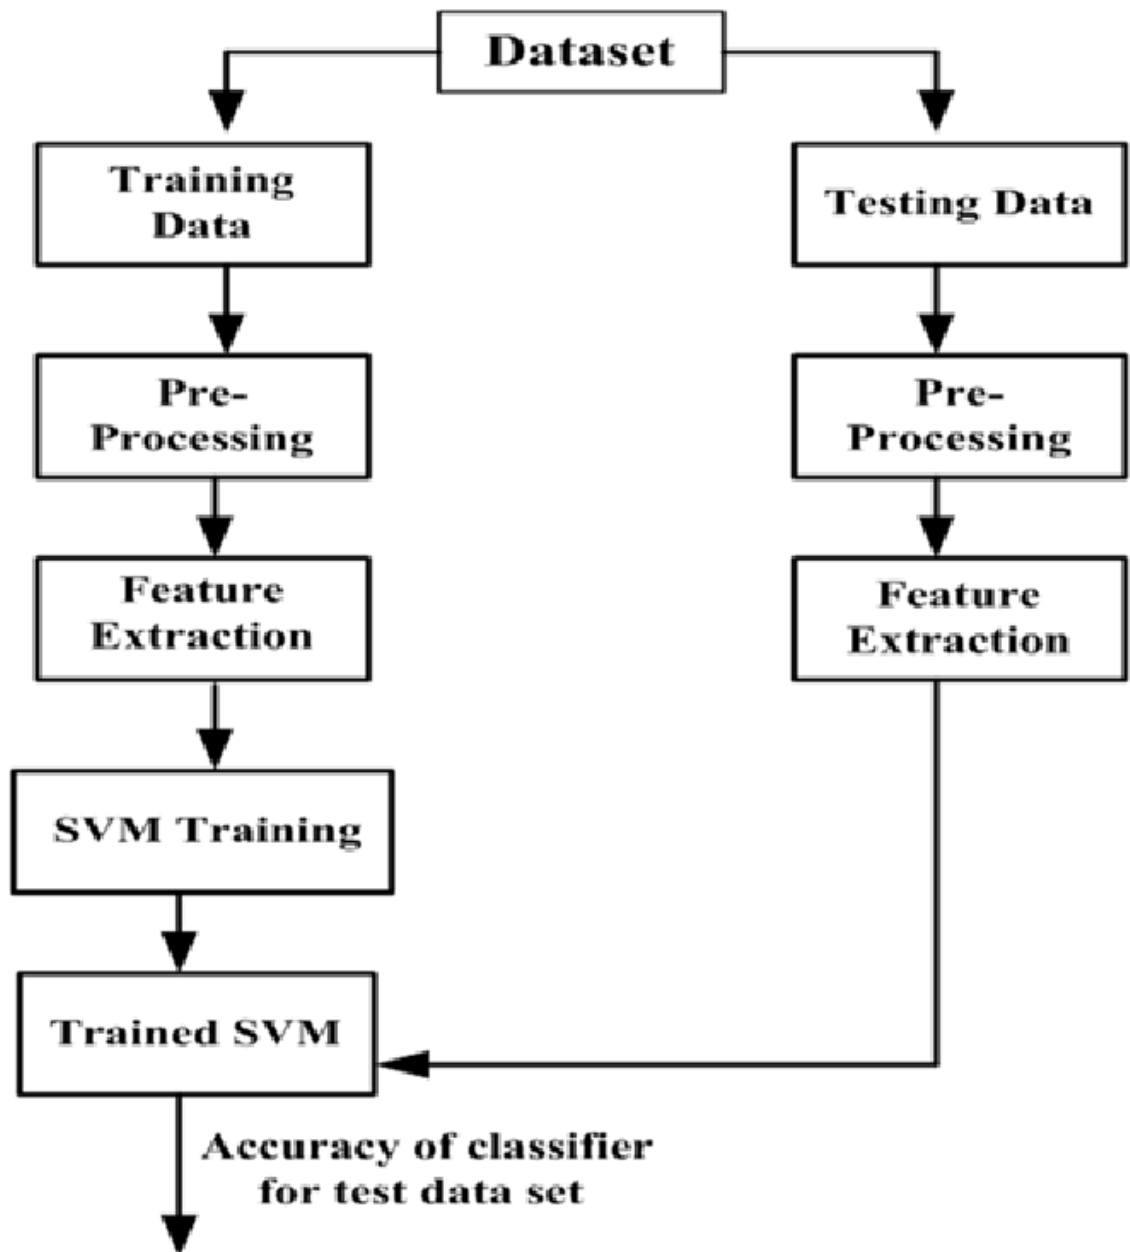 Dataset
Training
Data
Testing Data
Pre-
Processing
Pre-
Processing
Feature
Extraction
Feature
Extraction
SVM Training
Trained SVM
Accuracy of classifier
for test data set